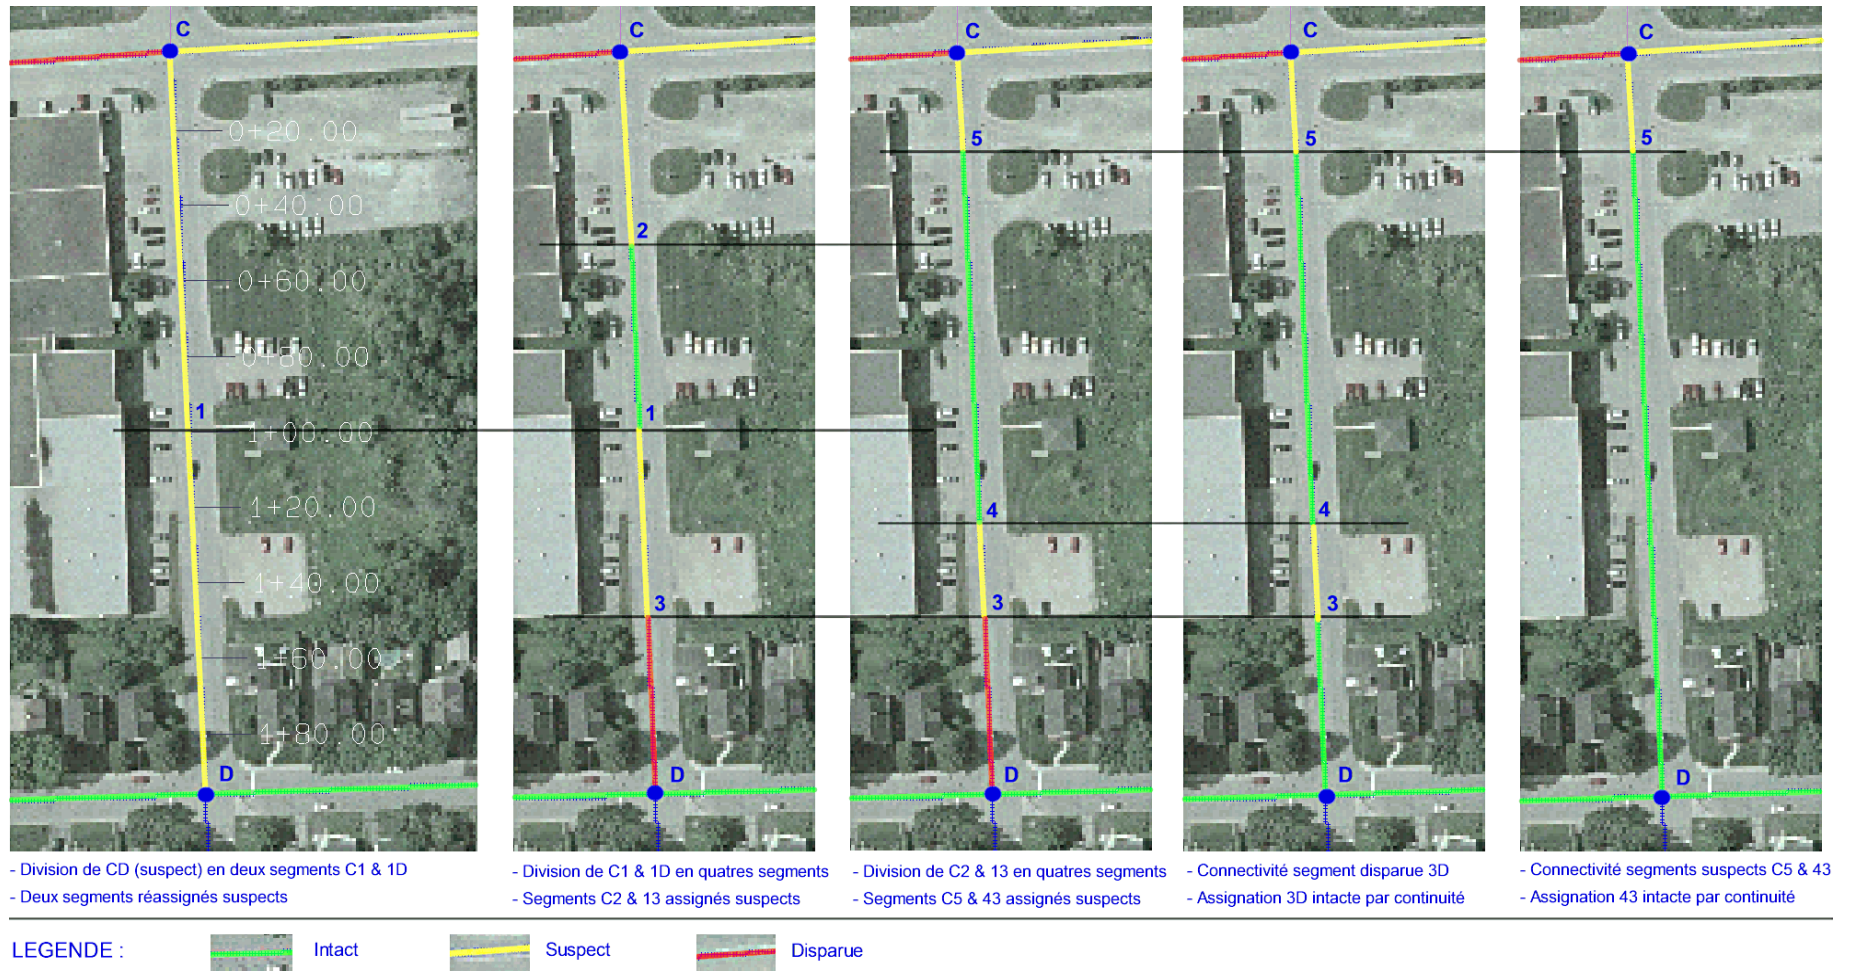 C
0+20.00
0+40.00
0+60.00
0+80.00
1
1+00.00
1+20.00
1+40.00
1+60.00
1+80.00
D
- Division de CD (suspect) en deux segments C1 & 1D
- Deux segments réassignés suspects
C
2
1
3
D
- Division de C1 & 1D en quatres segments
- Segments C2 & 13 assignés suspects
C
5
4
3
D
- Division de C2 & 13 en quatres segments
- Segments C5 & 43 assignés suspects
C
5
4
3
D
- Connectivité segment disparue 3D
- Assignation 3D intacte par continuité
C
5
D
- Connectivité segments suspects C5 & 43
- Assignation 43 intacte par continuité
LEGENDE :
Intact
Suspect
Disparue